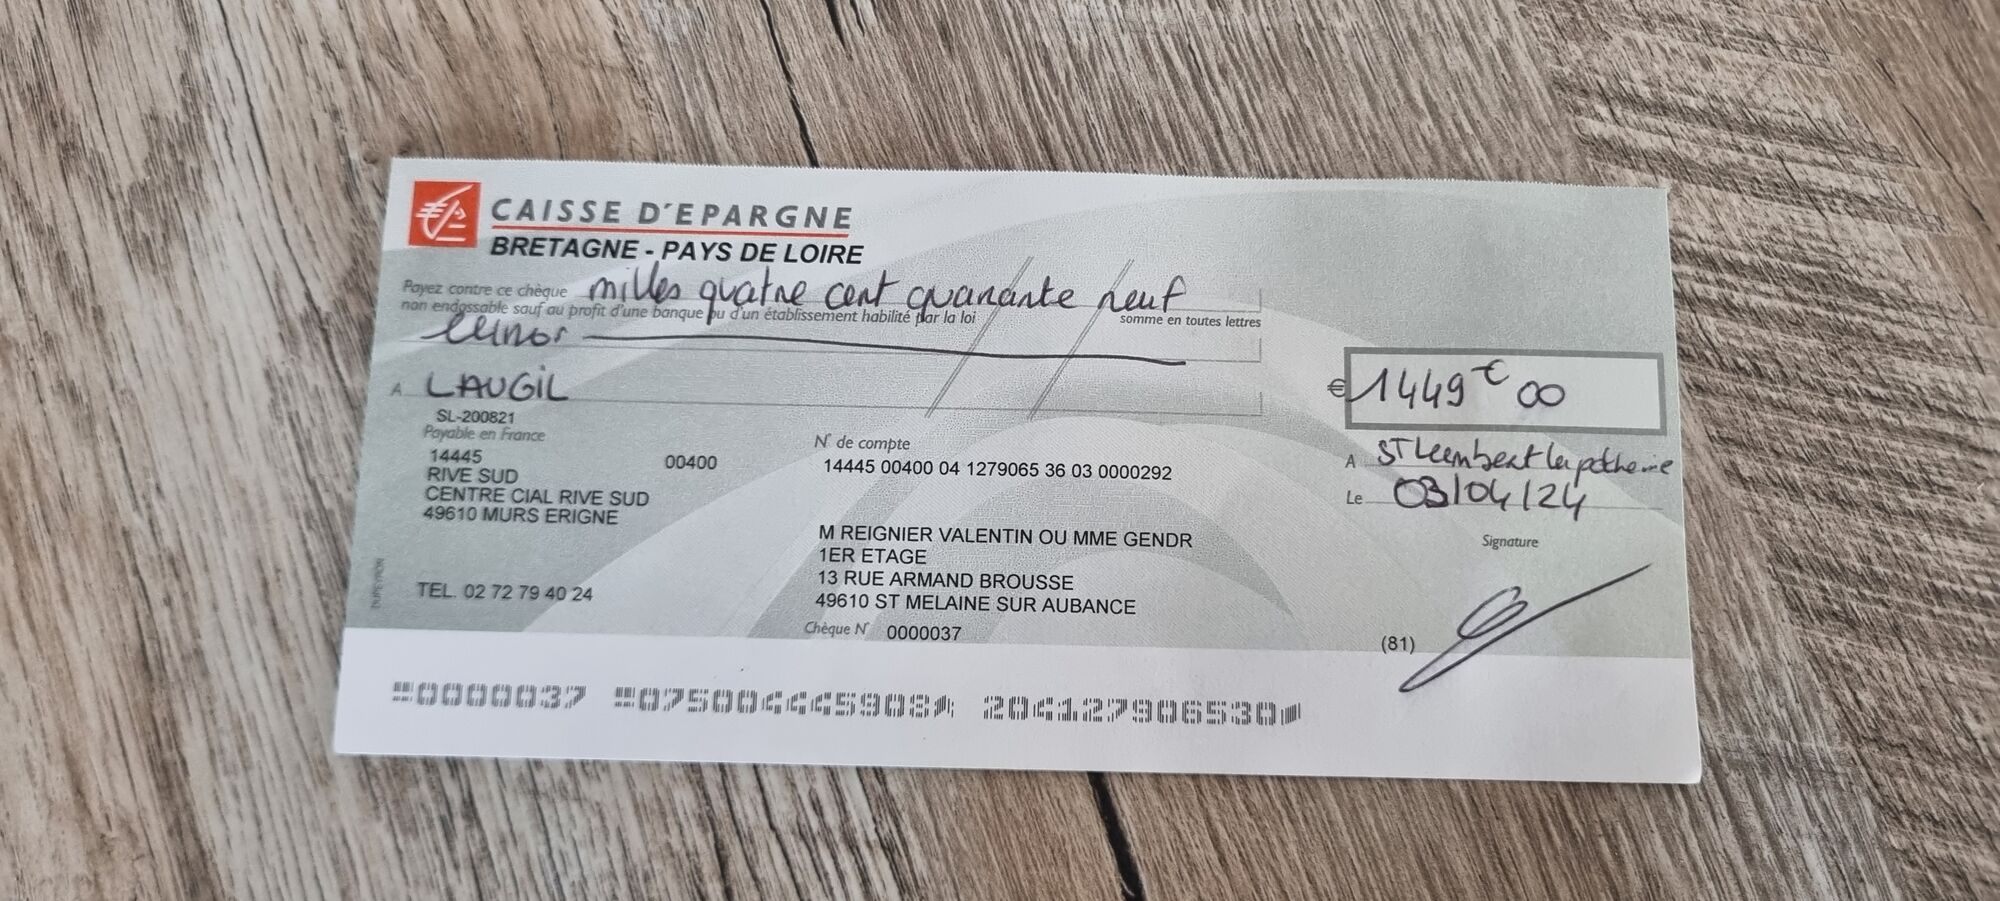 CAISSE D'EPARGNE
BRETAGNE - PAYS DE LOIRE
Payez contre ce chèque milles quatre cent quarante neuf
non endossable sauf au profit d'une banque ou d'un établissement habilité par la loi
somme en toutes lettres
euros
A LAUGIL
€ 1449 € 00
SL-200821
Payable en France
14445 00400
RIVE SUD
CENTRE CIAL RIVE SUD
49610 MURS ERIGNE
TEL. 02 72 79 40 24
N° de compte
14445 00400 04 1279065 36 03 0000292
M REIGNIER VALENTIN OU MME GENDR
1ER ETAGE
13 RUE ARMAND BROUSSE
49610 ST MELAINE SUR AUBANCE
Chèque N° 0000037
A ST Lambert la potherie
Le 03/04/24
Signature
(81)
0000037 075004445908 204127906530